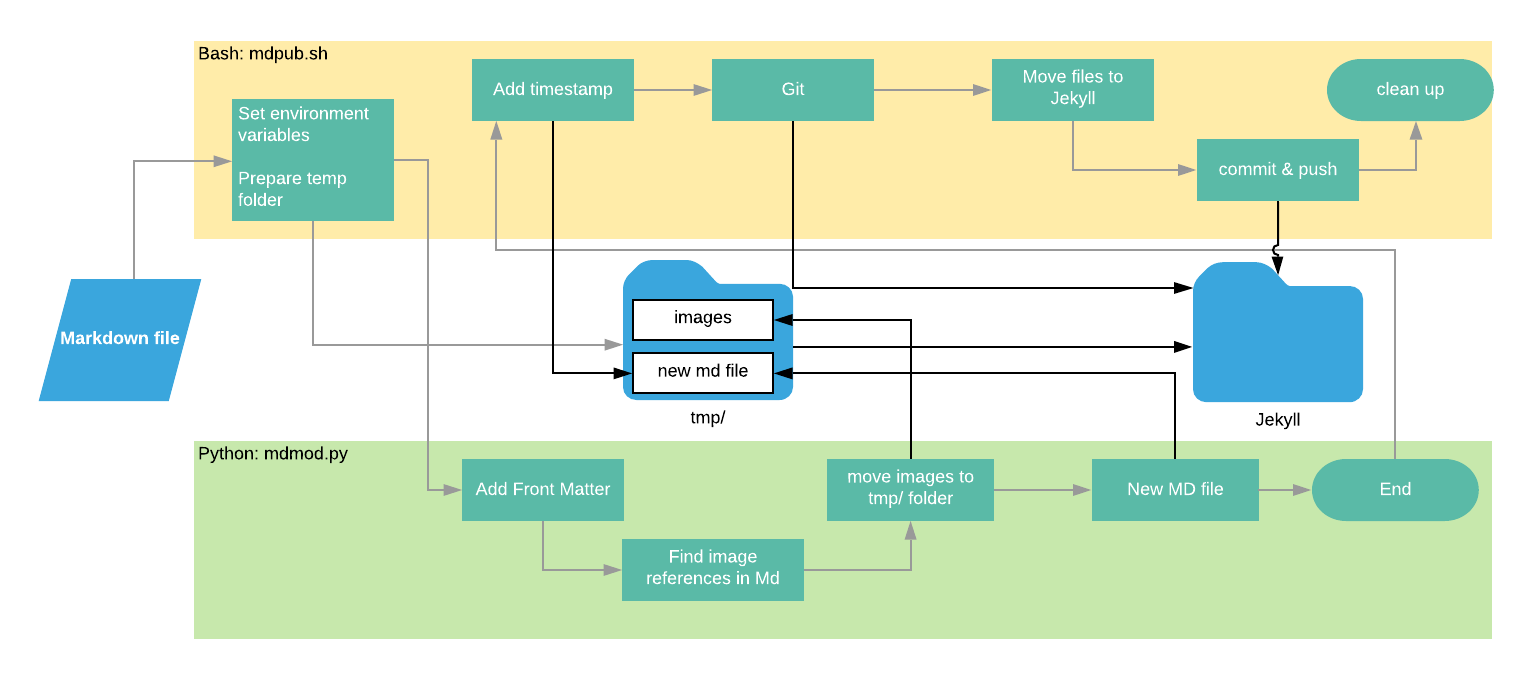 Bash: mdpub.sh
Add timestamp
Git
Move files to
Jekyll
clean up
Set environment
variables
Prepare temp
folder
commit & push
Markdown file
images
new md file
tmp/
Jekyll
Python: mdmod.py
Add Front Matter
move images to
tmp/ folder
New MD file
End
Find image
references in Md